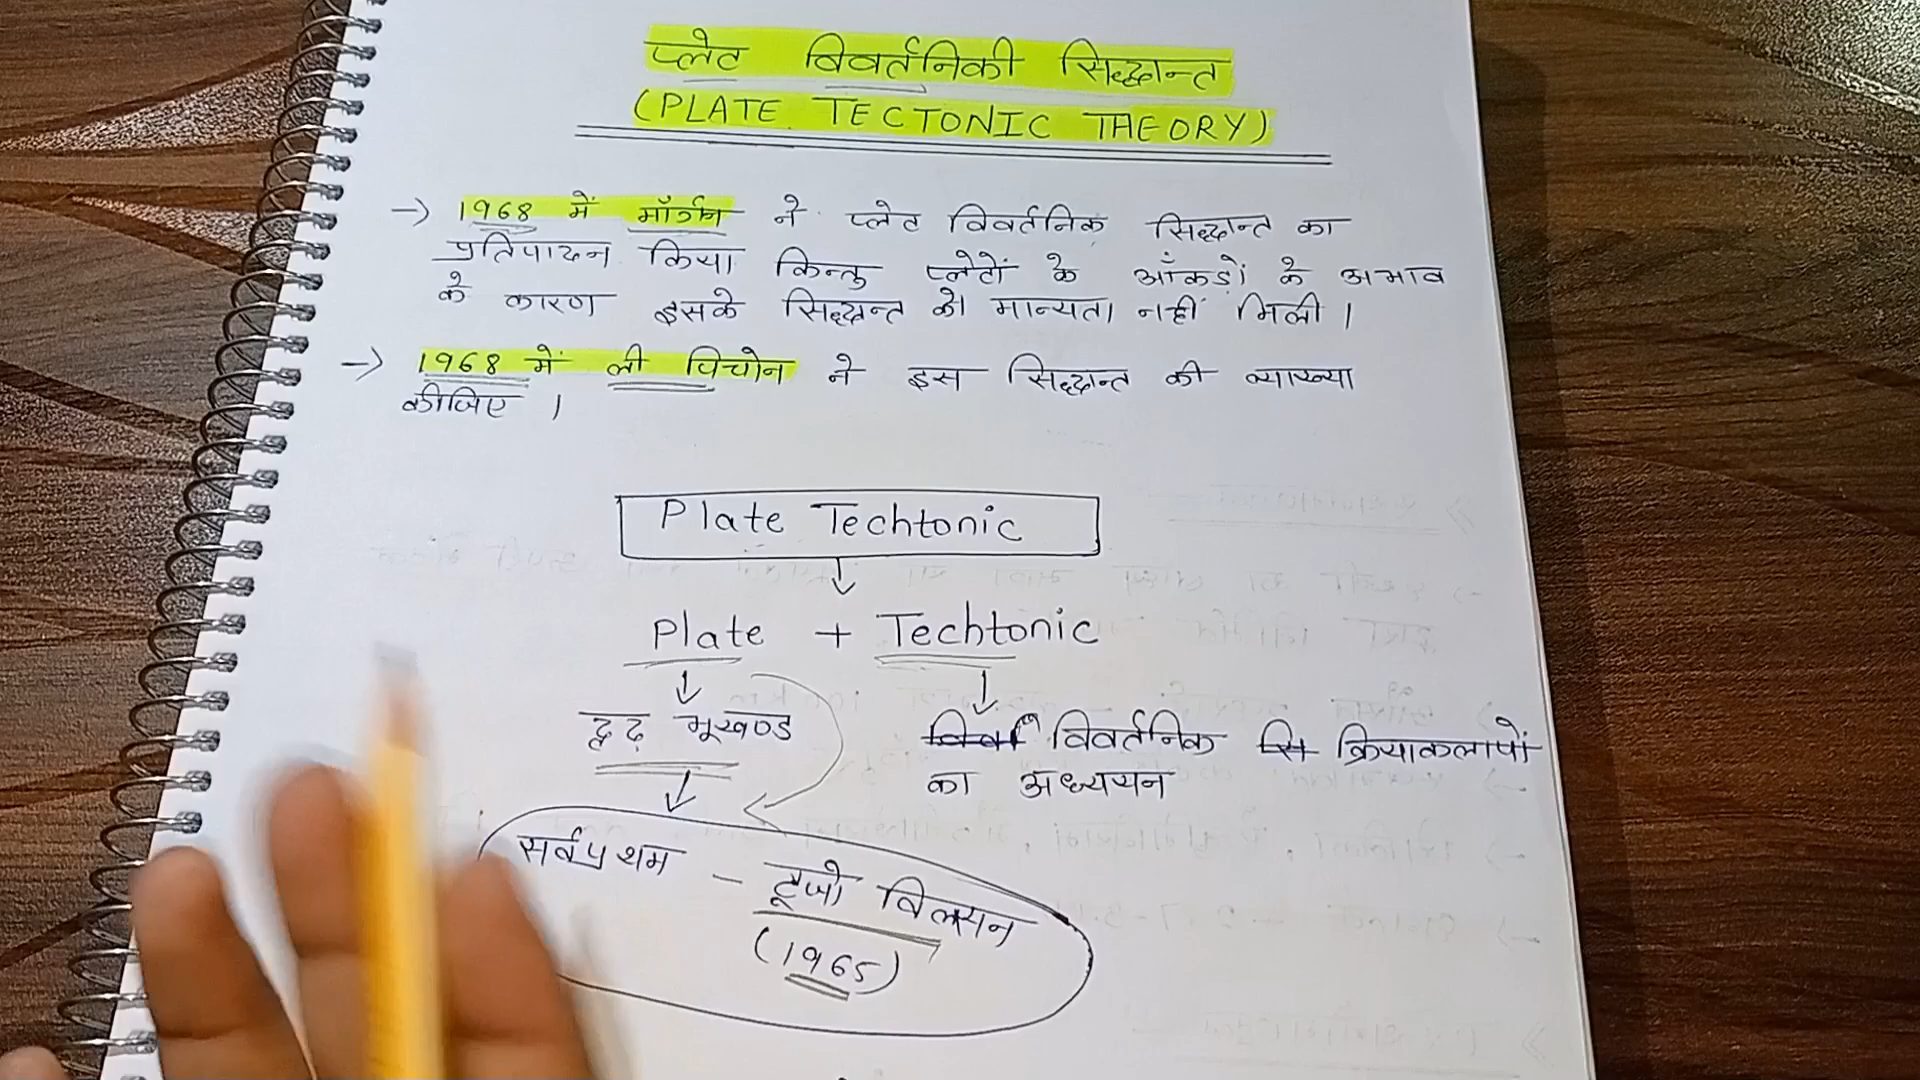 प्लेट विवर्तनिकी सिद्धान्त
(PLATE TECTONIC THEORY)
→ 1968 में मॉर्गन ने प्लेट विवर्तनिक सिद्धान्त का
प्रतिपादन किया किन्तु प्लेटों के आँकड़ों के अभाव
के कारण इसके सिद्धान्त को मान्यता नहीं मिली ।
→ 1968 में ली पिचोन ने इस सिद्धान्त की व्याख्या
कीजिए ।
Plate Techtonic
Plate + Techtonic
दृढ़ भूखण्ड
विवर्तनिक क्रियाकलापों
का अध्ययन
सर्वप्रथम - टूजो विल्सन
(1965)